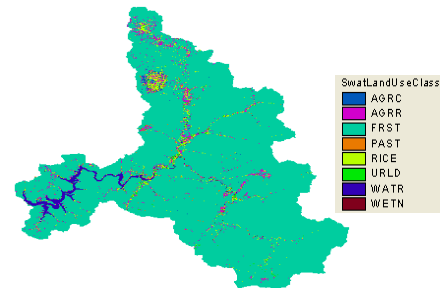 SwatLandUseClass
AGRC
AGRR
FRST
PAST
RICE
URLD
WATR
WETN